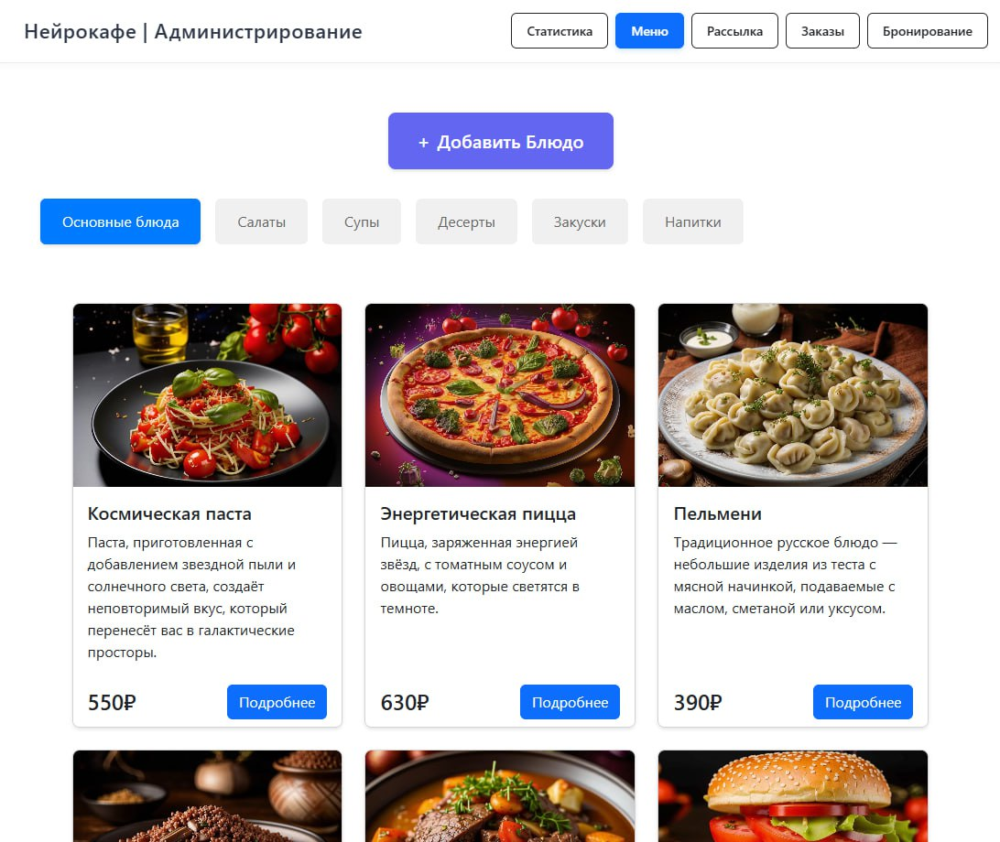 Нейрокафе | Администрирование
Статистика
Меню
Рассылка
Заказы
Бронирование
+ Добавить Блюдо
Основные блюда
Салаты
Супы
Десерты
Закуски
Напитки
Космическая паста
Паста, приготовленная с
добавлением звездной пыли и
солнечного света, создаёт
неповторимый вкус, который
перенесёт вас в галактические
просторы.
550₽
Подробнее
Энергетическая пицца
Пицца, заряженная энергией
звёзд, с томатным соусом и
овощами, которые светятся в
темноте.
630₽
Подробнее
Пельмени
Традиционное русское блюдо —
небольшие изделия из теста с
мясной начинкой, подаваемые с
маслом, сметаной или уксусом.
390₽
Подробнее